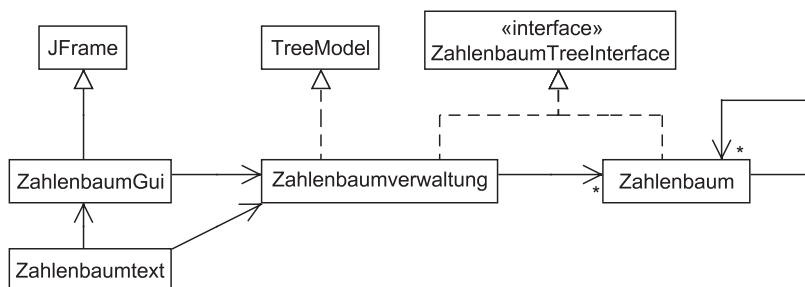 «interface»
JFrame
TreeModel
ZahlenbaumTreeInterface
*
ZahlenbaumGui
Zahlenbaumverwaltung
*
Zahlenbaum
Zahlenbaumtext